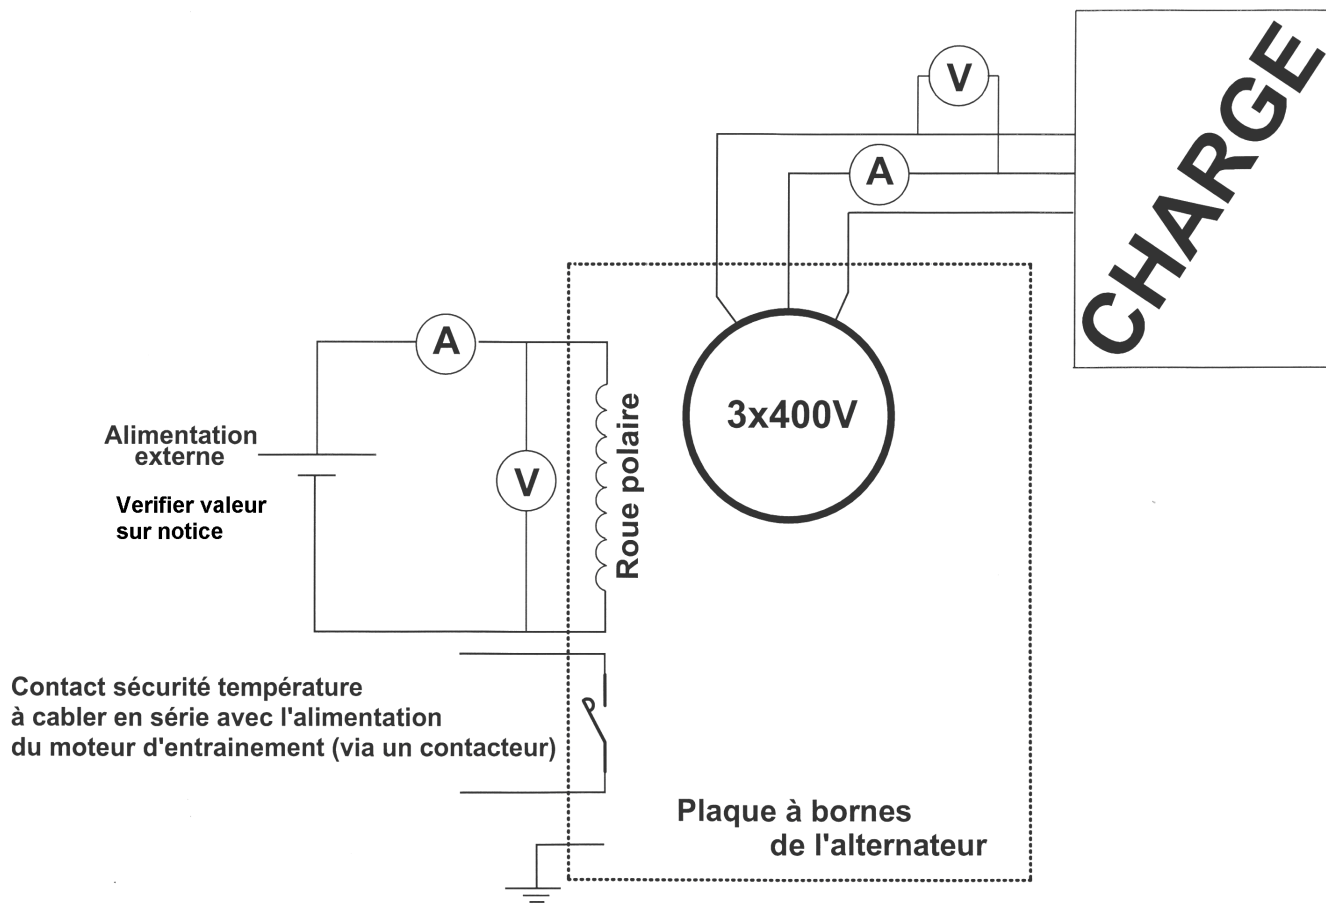 V
A
CHARGE
A
3x400V
Alimentation
externe
V
Roue polaire
Verifier valeur
sur notice
Contact sécurité température
à cabler en série avec l'alimentation
du moteur d'entrainement (via un contacteur)
Plaque à bornes
de l'alternateur